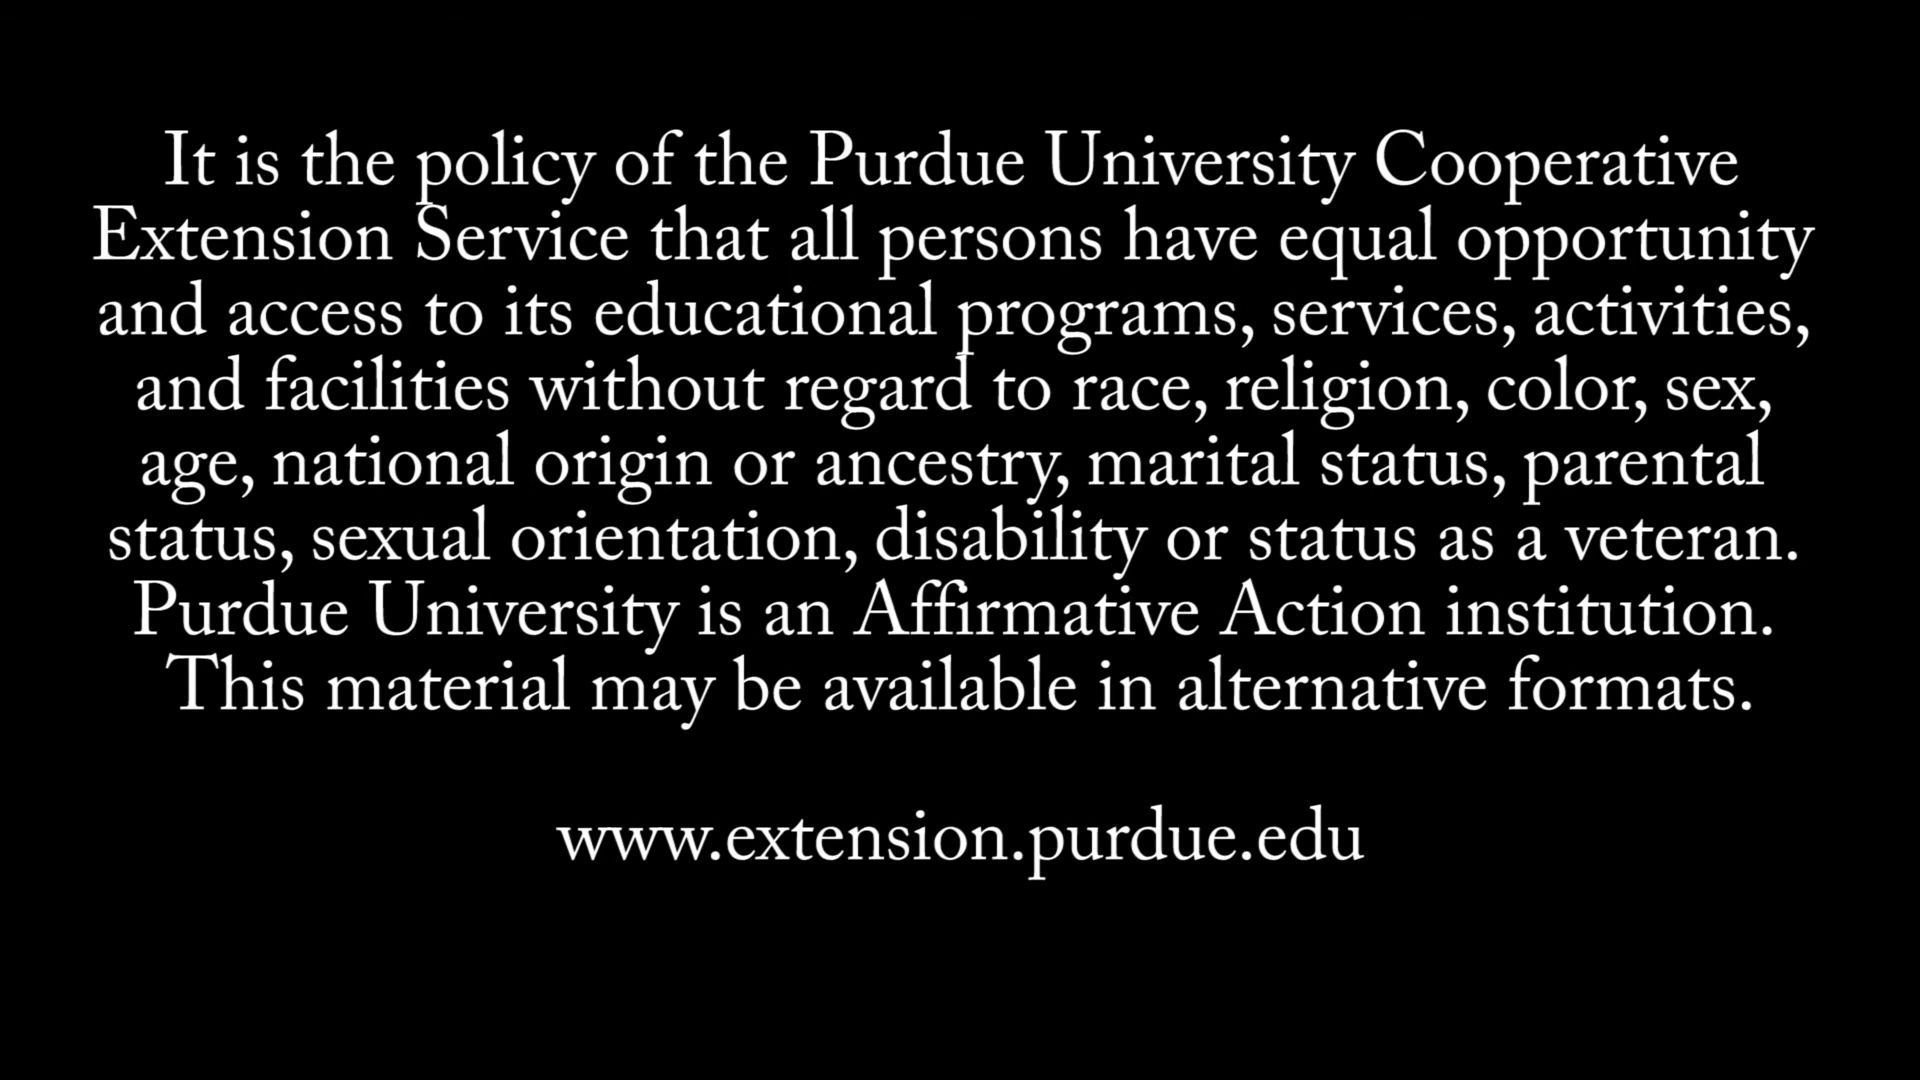 It is the policy of the Purdue University Cooperative
Extension Service that all persons have equal opportunity
and access to its educational programs, services, activities,
and facilities without regard to race, religion, color, sex,
age, national origin or ancestry, marital status, parental
status, sexual orientation, disability or status as a veteran.
Purdue University is an Affirmative Action institution.
This material may be available in alternative formats.
www.extension.purdue.edu